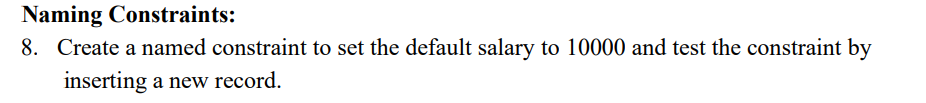 Naming Constraints:
8. Create a named constraint to set the default salary to 10000 and test the constraint by
inserting a new record.